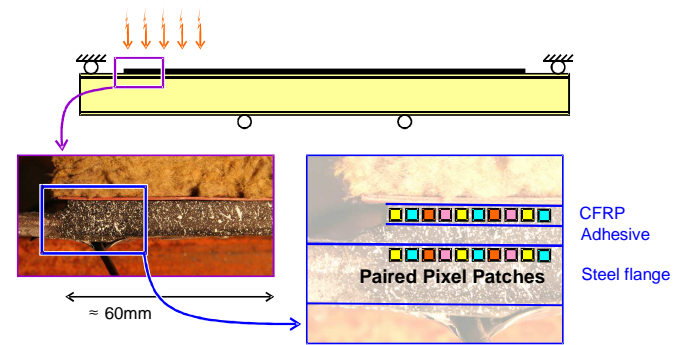 CFRP
Adhesive
Paired Pixel Patches
Steel flange
≈ 60mm